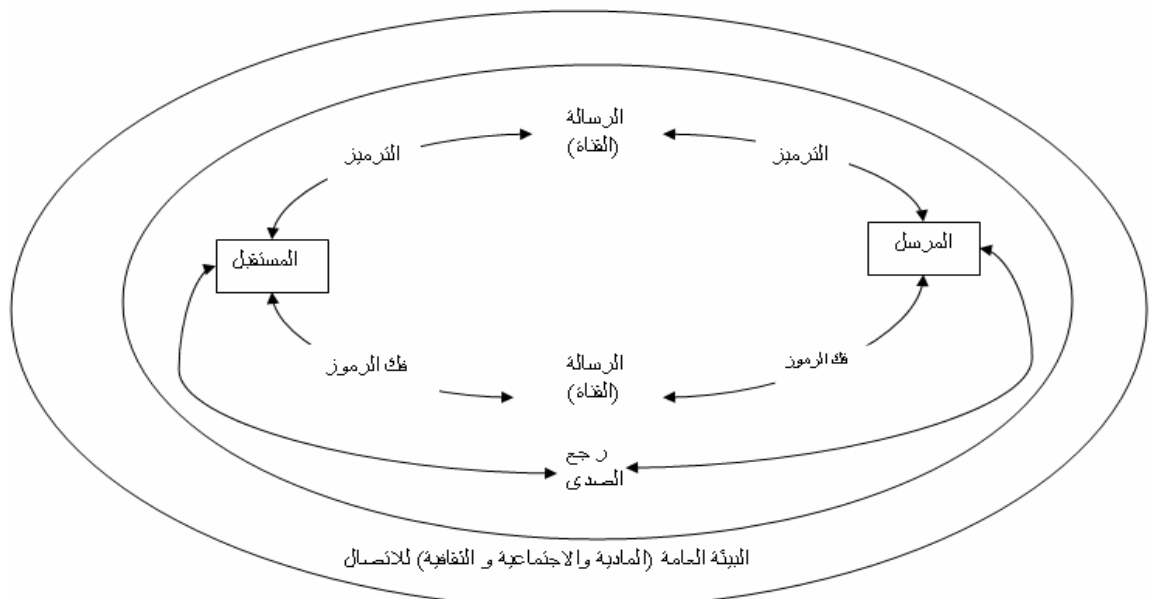 الرسالة
(القناة)
الترميز
الترميز
المرسل
المستقبل
الرسالة
(القناة)
فك الرموز
فك الرموز
رجع
الصدى
البيئة العامة (المادية والاجتماعية و الثقافية) للاتصال